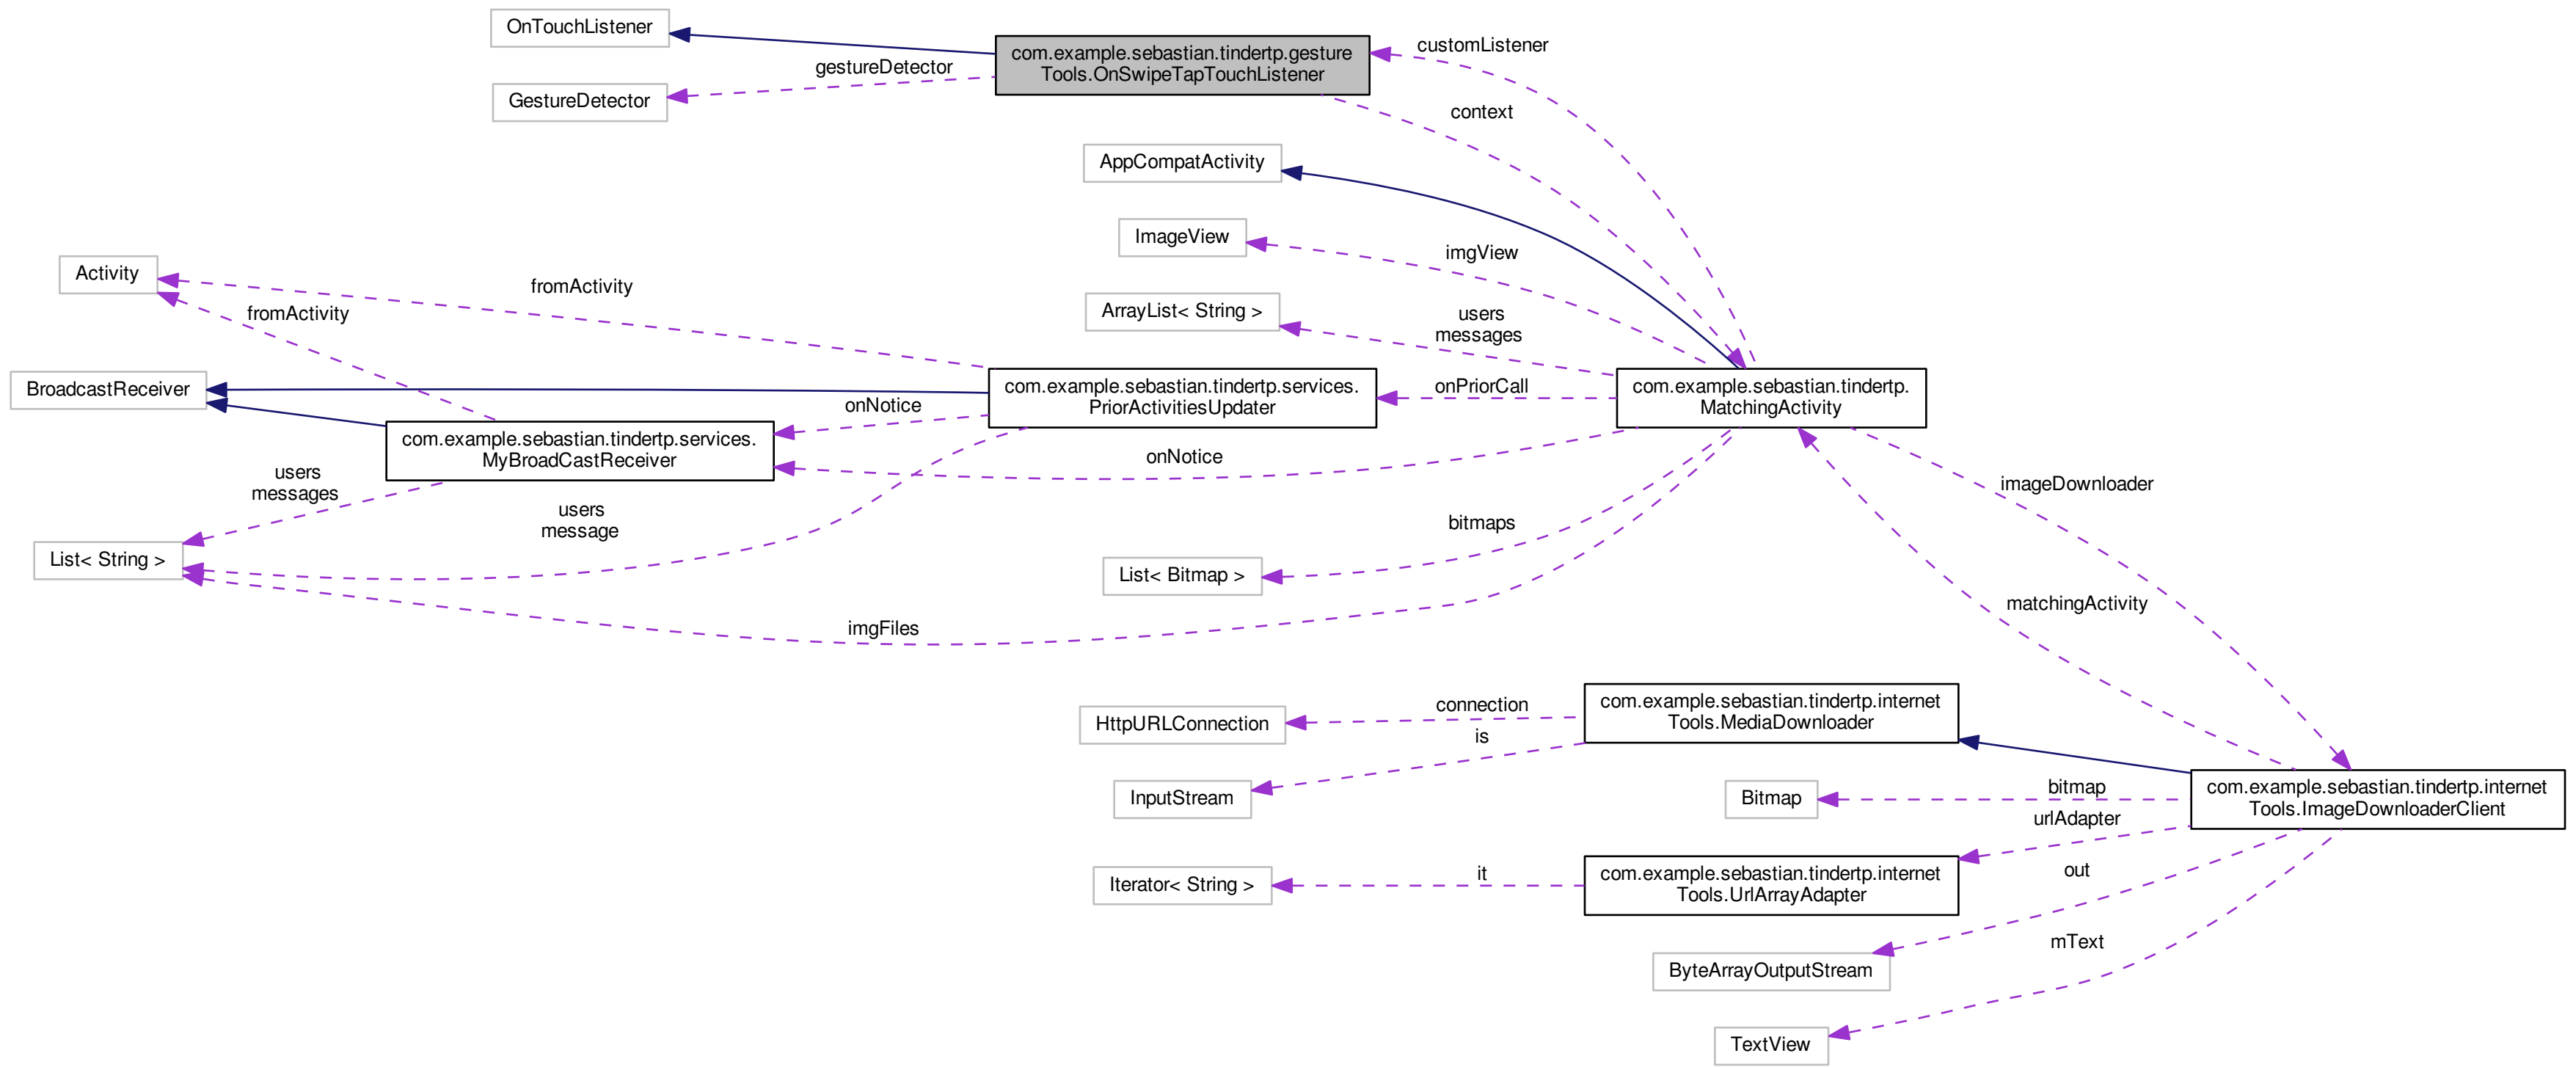 OnTouchListener
com.example.sebastian.tindertp.gesture
Tools.OnSwipeTapTouchListener
customListener
gestureDetector
GestureDetector
context
AppCompatActivity
ImageView
imgView
Activity
fromActivity
fromActivity
ArrayList< String >
users
messages
BroadcastReceiver
com.example.sebastian.tindertp.services.
PriorActivitiesUpdater
onPriorCall
com.example.sebastian.tindertp.
MatchingActivity
onNotice
com.example.sebastian.tindertp.services.
MyBroadCastReceiver
onNotice
users
messages
users
message
imageDownloader
bitmaps
List< String >
List< Bitmap >
matchingActivity
imgFiles
connection
com.example.sebastian.tindertp.internet
Tools.MediaDownloader
HttpURLConnection
is
InputStream
Bitmap
bitmap
com.example.sebastian.tindertp.internet
Tools.ImageDownloaderClient
urlAdapter
Iterator< String >
it
com.example.sebastian.tindertp.internet
Tools.UrlArrayAdapter
out
mText
ByteArrayOutputStream
TextView